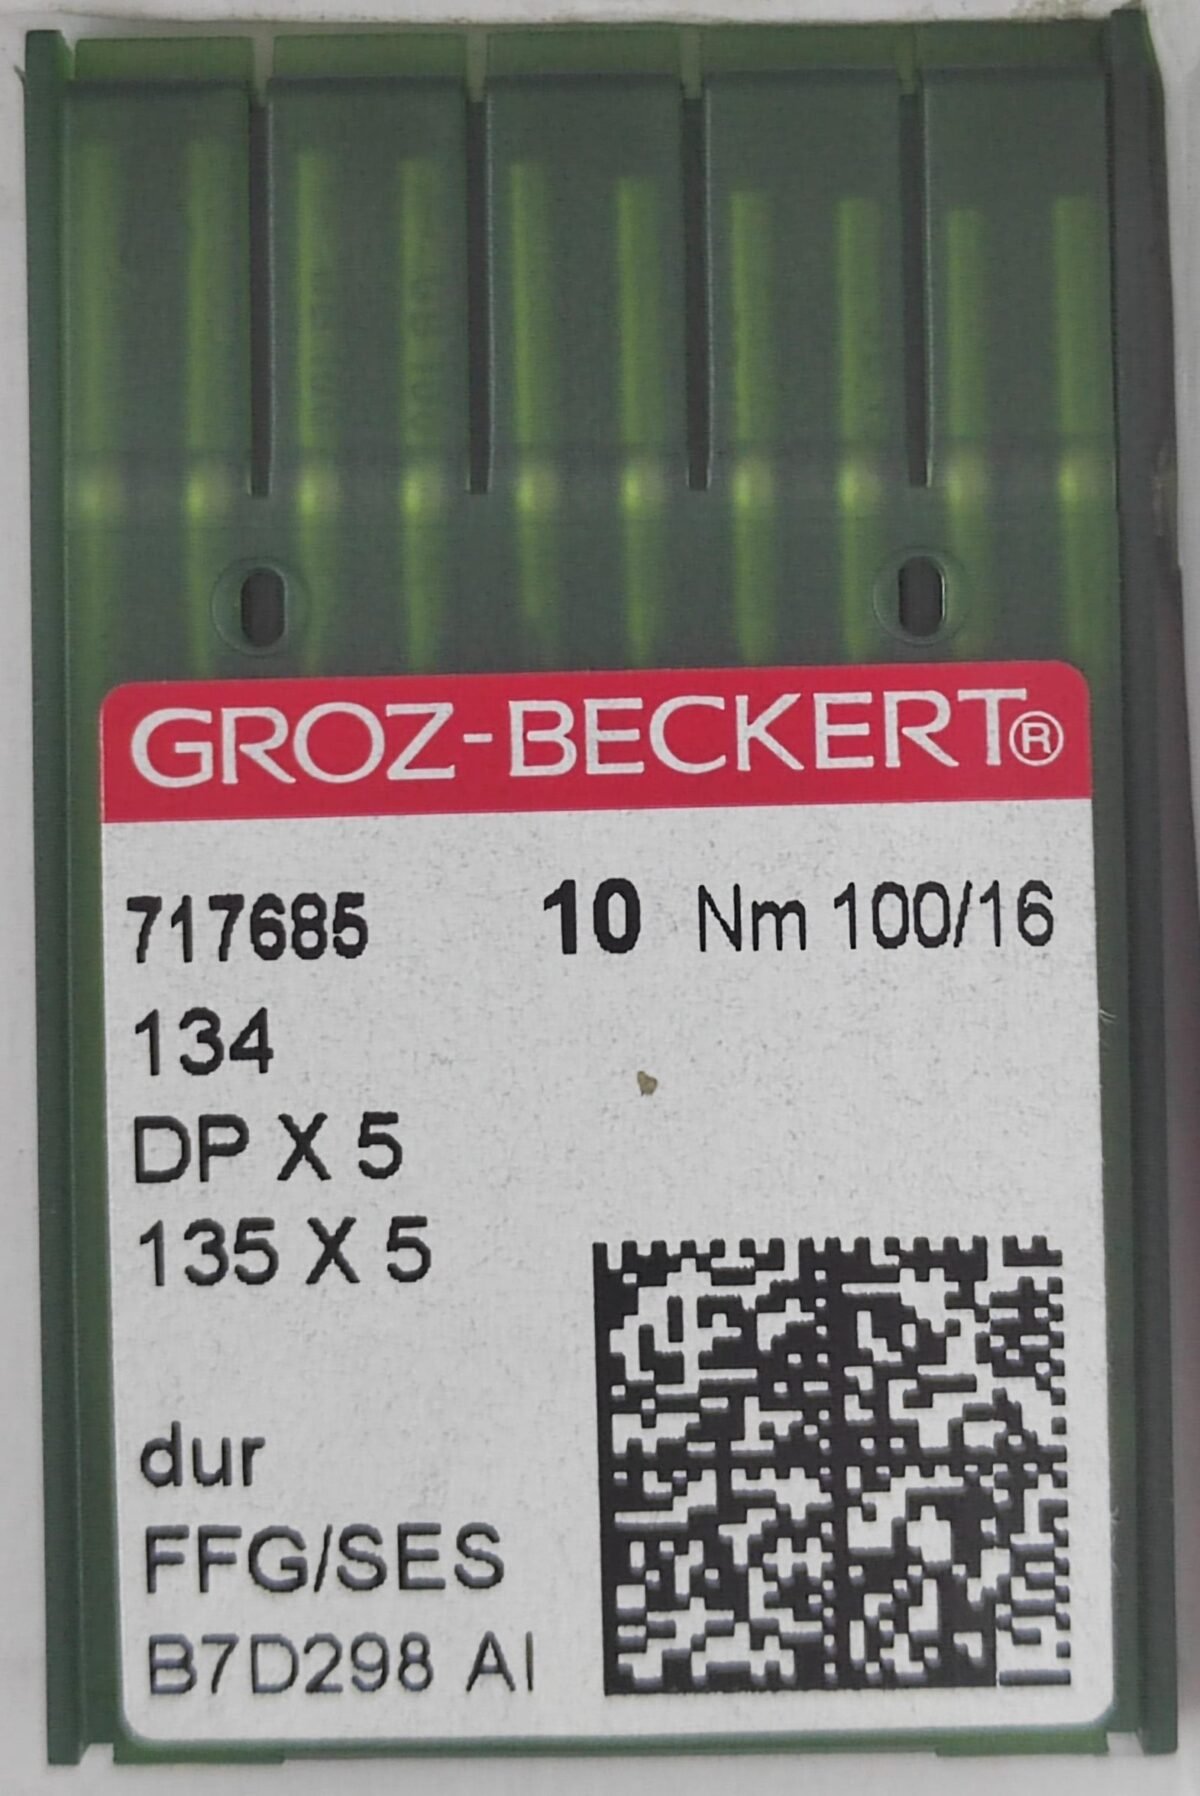 GROZ-BECKERT®
717685 10 Nm 100/16
134
DP X 5
135 X 5
dur
FFG/SES
B7D298 AI